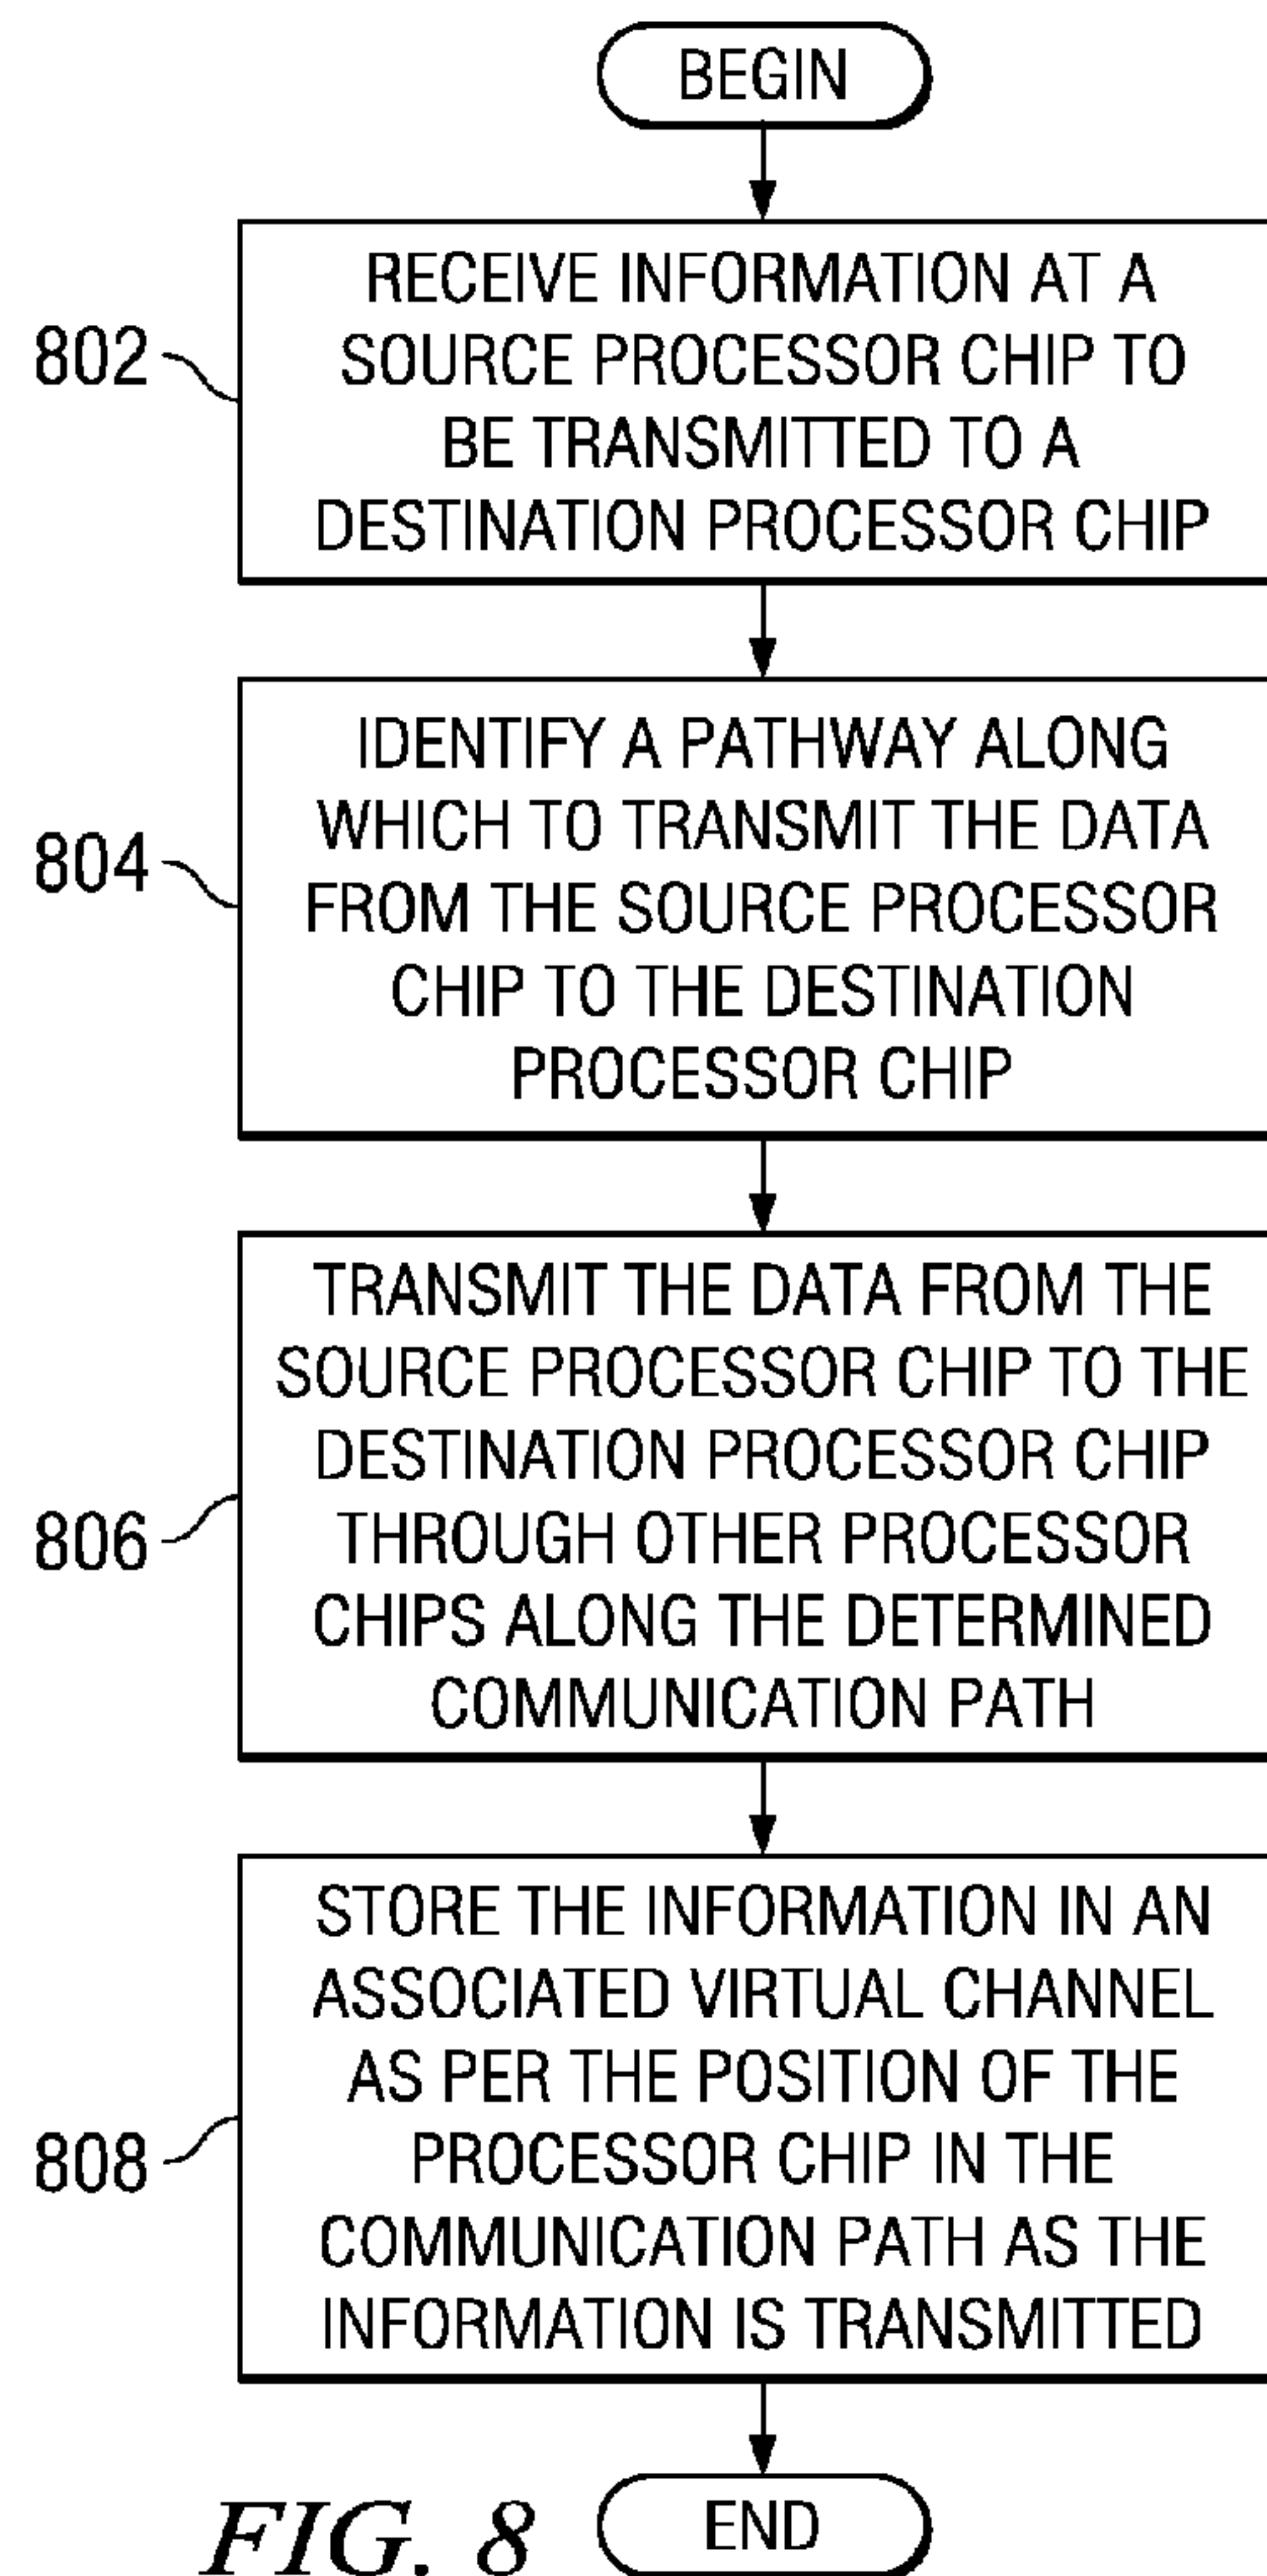 BEGIN
802
RECEIVE INFORMATION AT A
SOURCE PROCESSOR CHIP TO
BE TRANSMITTED TO A
DESTINATION PROCESSOR CHIP
804
IDENTIFY A PATHWAY ALONG
WHICH TO TRANSMIT THE DATA
FROM THE SOURCE PROCESSOR
CHIP TO THE DESTINATION
PROCESSOR CHIP
806
TRANSMIT THE DATA FROM THE
SOURCE PROCESSOR CHIP TO THE
DESTINATION PROCESSOR CHIP
THROUGH OTHER PROCESSOR
CHIPS ALONG THE DETERMINED
COMMUNICATION PATH
808
STORE THE INFORMATION IN AN
ASSOCIATED VIRTUAL CHANNEL
AS PER THE POSITION OF THE
PROCESSOR CHIP IN THE
COMMUNICATION PATH AS THE
INFORMATION IS TRANSMITTED
END
FIG. 8